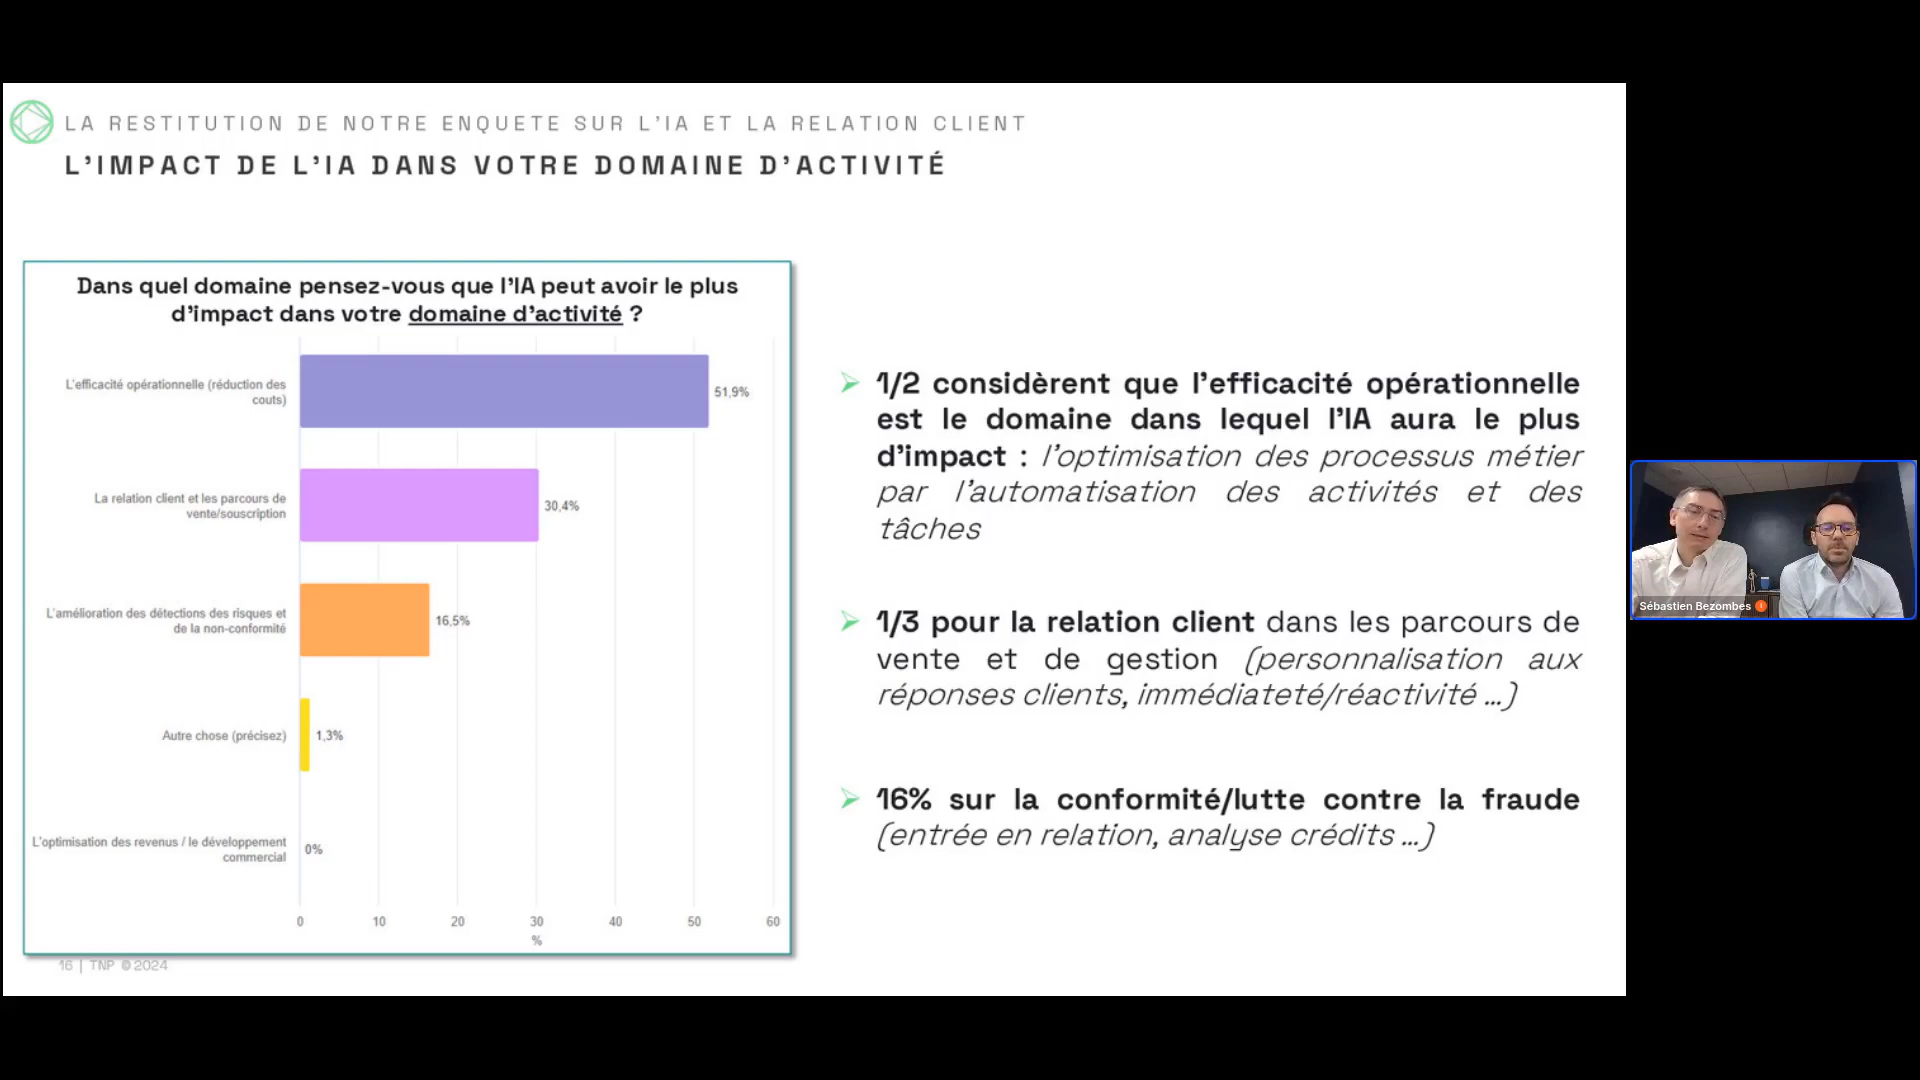 LA RESTITUTION DE NOTRE ENQUETE SUR L'IA ET LA RELATION CLIENT
L'IMPACT DE L'IA DANS VOTRE DOMAINE D'ACTIVITÉ
Dans quel domaine pensez-vous que l'IA peut avoir le plus
d'impact dans votre domaine d'activité ?
L'efficacité opérationnelle (réduction des
couts)
51,9%
La relation client et les parcours de
vente/souscription
30,4%
L'amélioration des détections des risques et
de la non-conformité
16,5%
Autre chose (précisez)
1,3%
L'optimisation des revenus / le développement
commercial
0%
0 10 20 30 40 50 60
%
16 | TNP © 2024
1/2 considèrent que l'efficacité opérationnelle
est le domaine dans lequel l'IA aura le plus
d'impact : l'optimisation des processus métier
par l'automatisation des activités et des
tâches
1/3 pour la relation client dans les parcours de
vente et de gestion (personnalisation aux
réponses clients, immédiateté/réactivité ...)
16% sur la conformité/lutte contre la fraude
(entrée en relation, analyse crédits ...)
Sébastien Bezombes